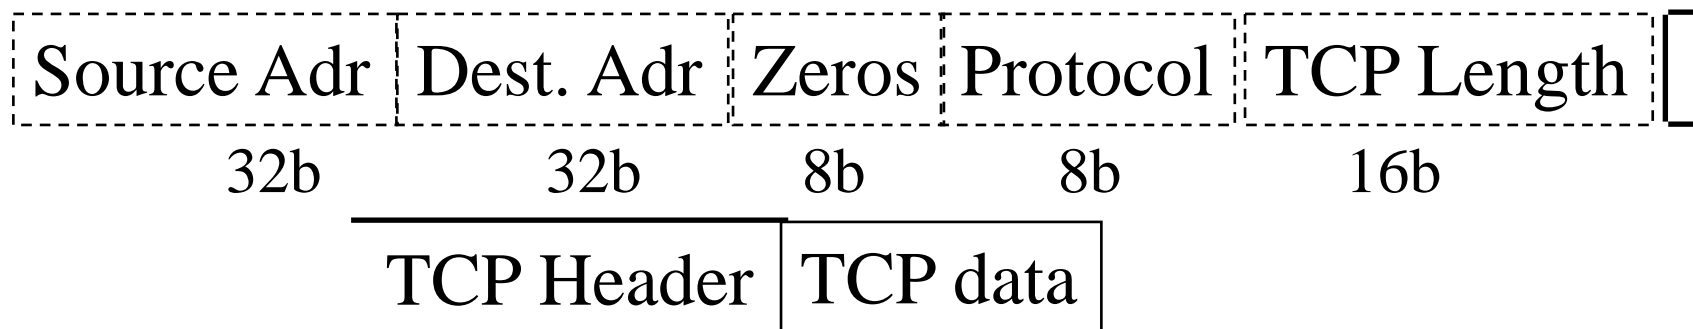 Source Adr Dest. Adr Zeros Protocol TCP Length
32b 32b 8b 8b 16b
TCP Header TCP data